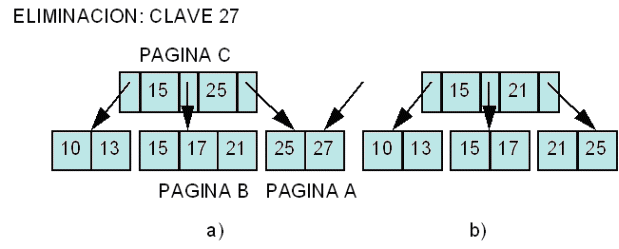 ELIMINACION: CLAVE 27
PAGINA C
15 25 15 21
10 13 15 17 21 25 27 10 13 15 17 21 25
PAGINA B PAGINA A
a) b)